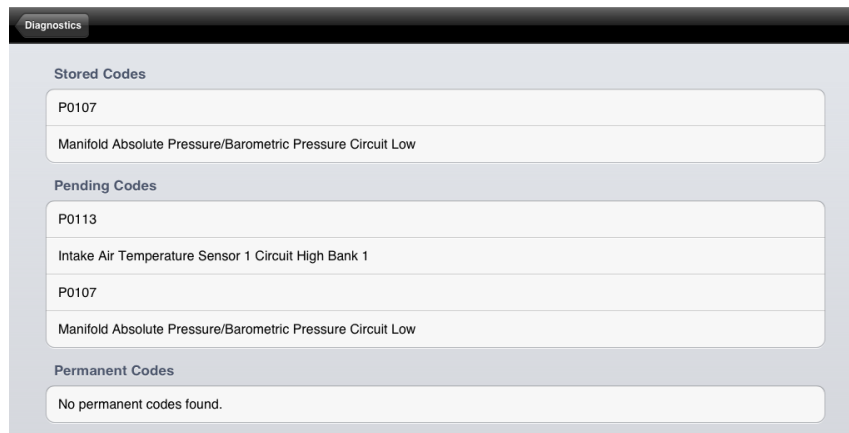 Diagnostics
Stored Codes
P0107
Manifold Absolute Pressure/Barometric Pressure Circuit Low
Pending Codes
P0113
Intake Air Temperature Sensor 1 Circuit High Bank 1
P0107
Manifold Absolute Pressure/Barometric Pressure Circuit Low
Permanent Codes
No permanent codes found.